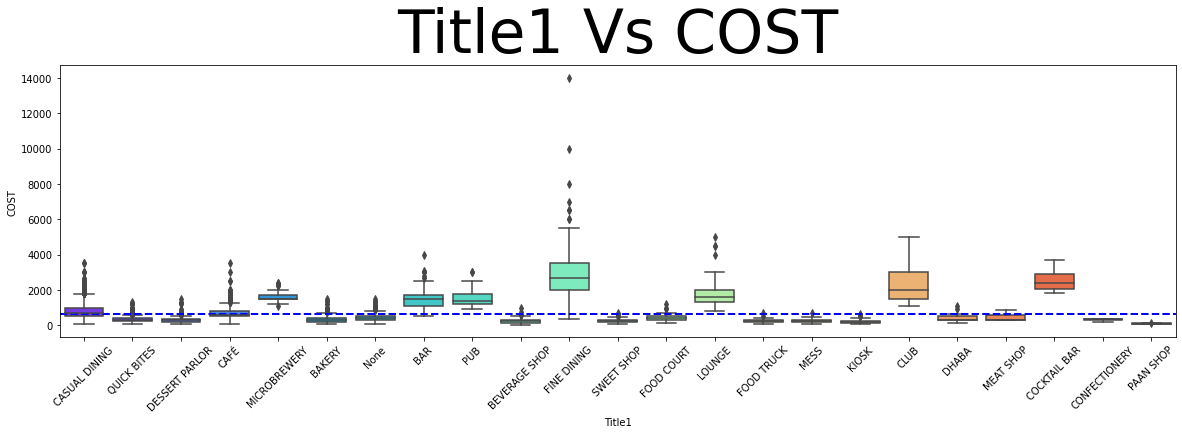 Title1 Vs COST
14000
12000
10000
8000
6000
4000
2000
0
COST
CASUAL DINING
QUICK BITES
DESSERT PARLOR
CAFÉ
MICROBREWERY
BAKERY
None
BAR
PUB
BEVERAGE SHOP
FINE DINING
SWEET SHOP
FOOD COURT
LOUNGE
FOOD TRUCK
MESS
KIOSK
CLUB
DHABA
MEAT SHOP
COCKTAIL BAR
CONFECTIONERY
PAAN SHOP
Title1